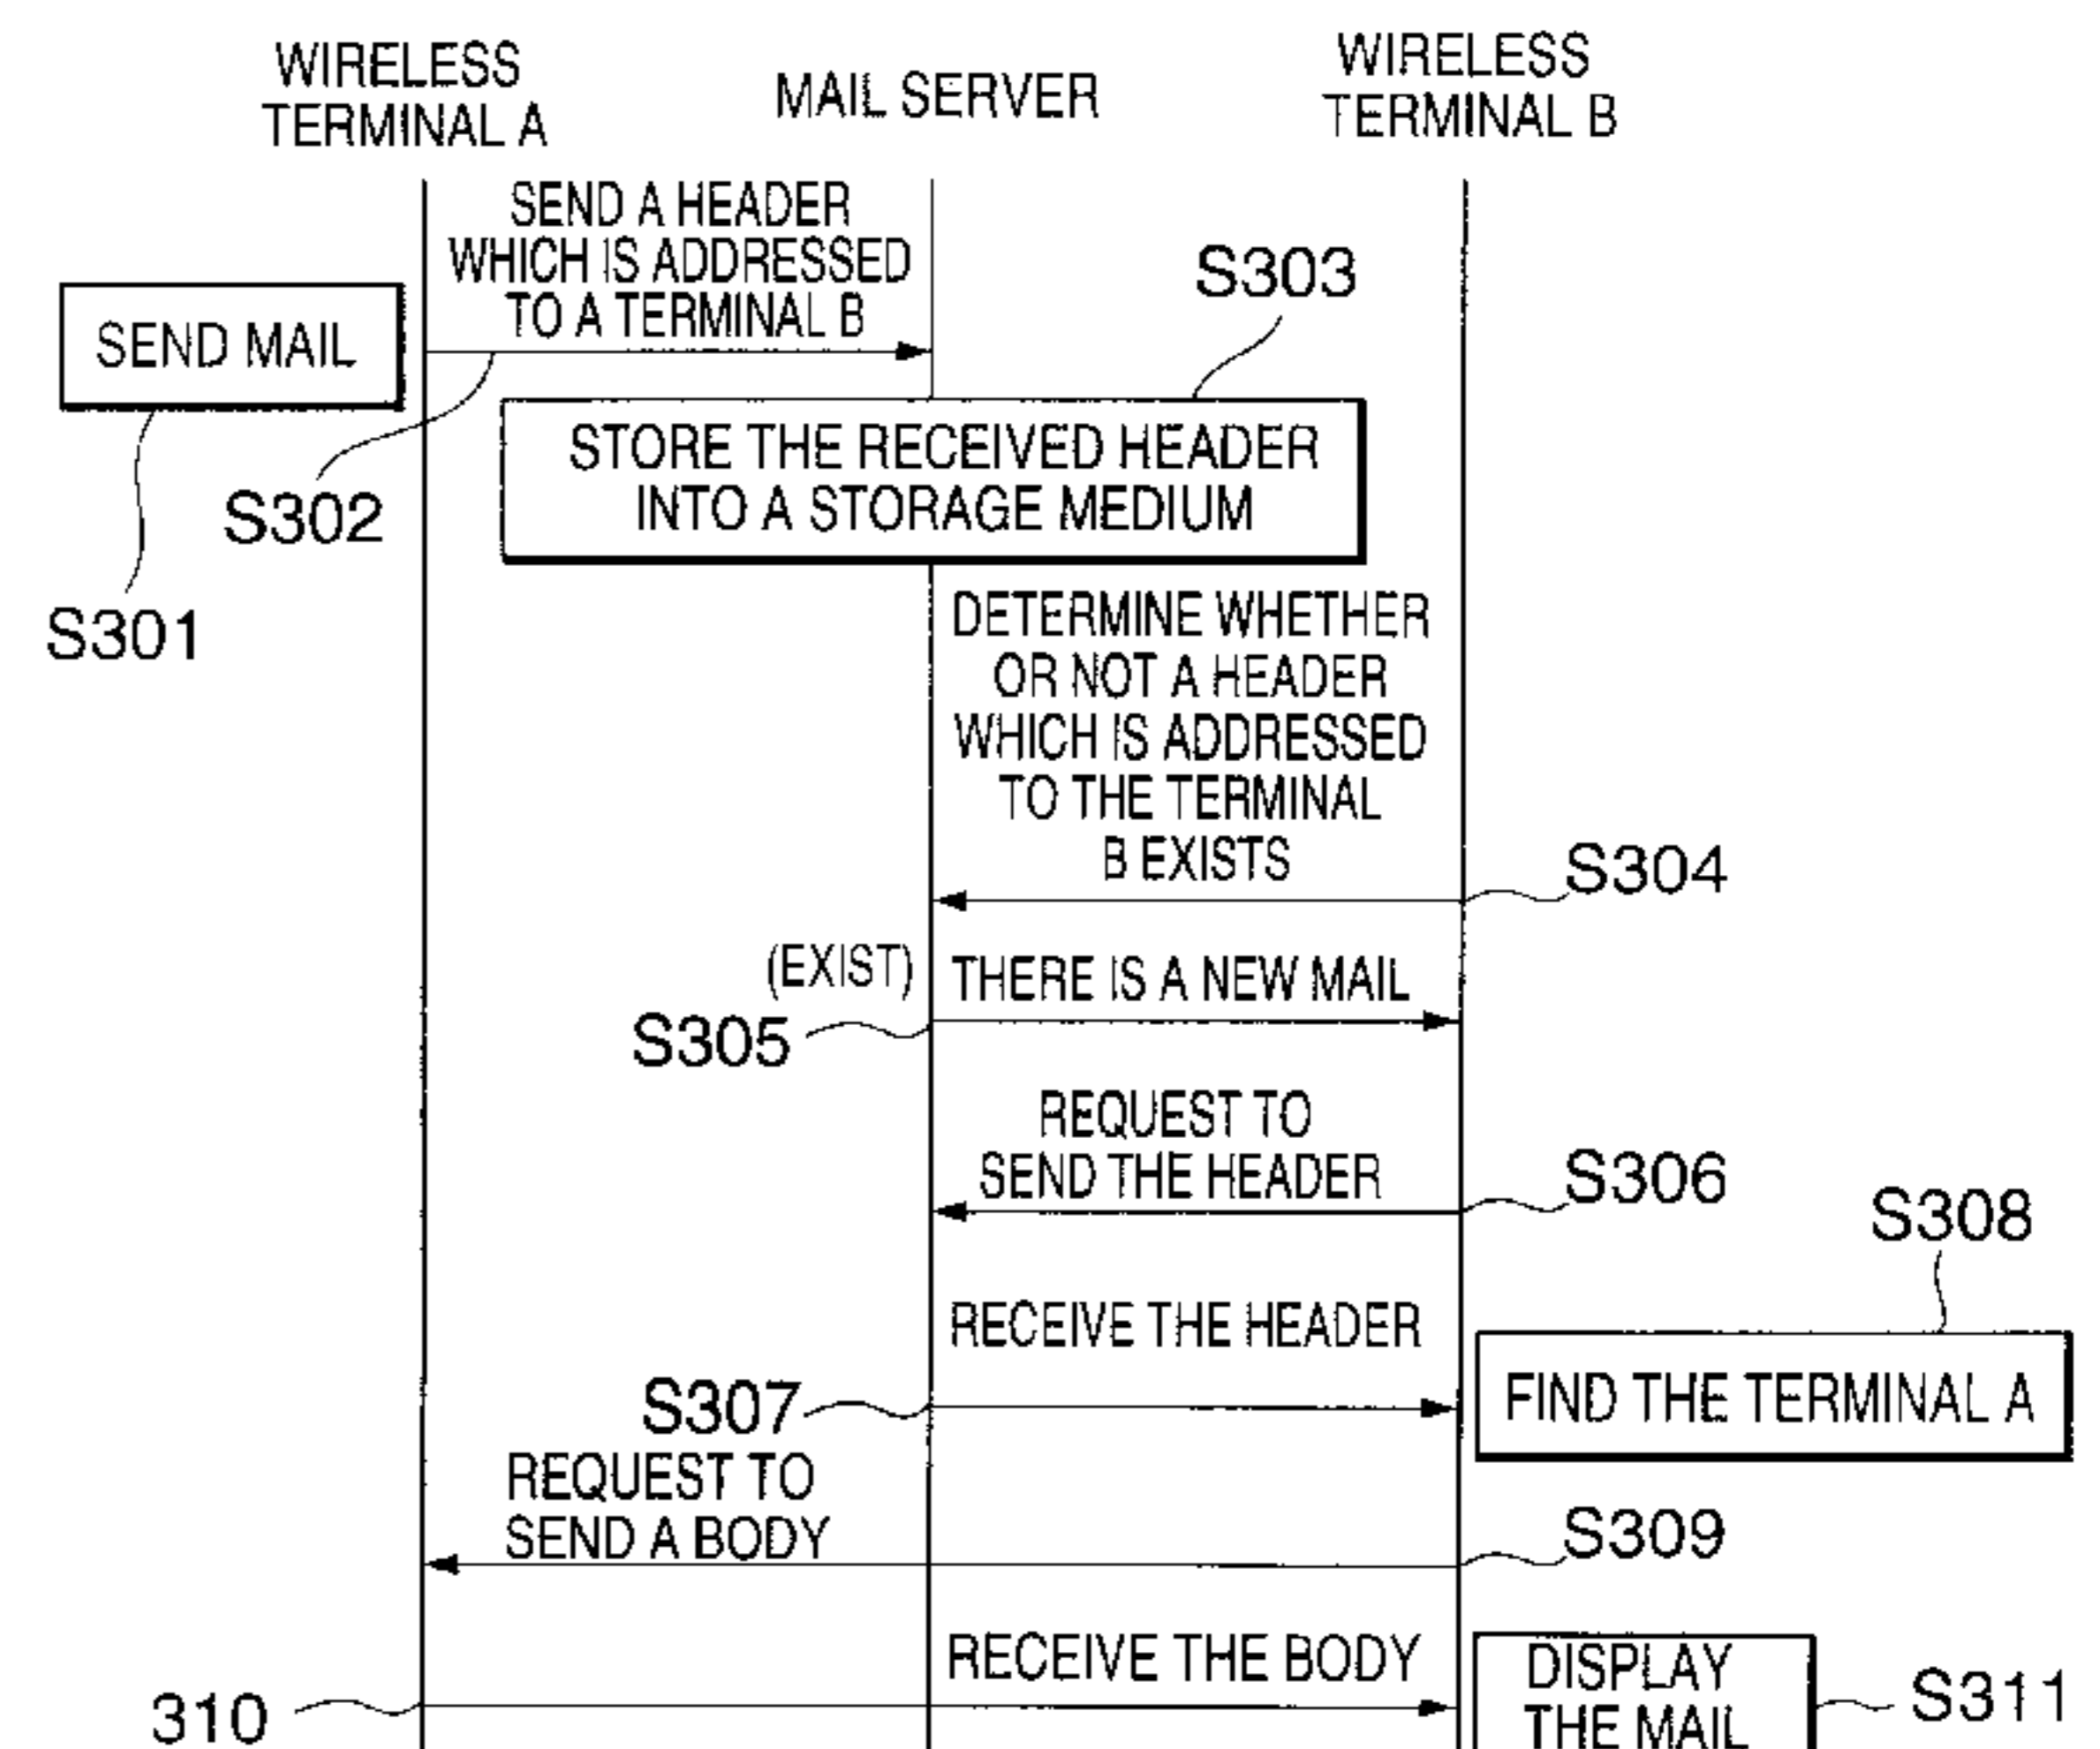 WIRELESS
TERMINAL A
MAIL SERVER
WIRELESS
TERMINAL B
SEND A HEADER
WHICH IS ADDRESSED
TO A TERMINAL B
S303
SEND MAIL
STORE THE RECEIVED HEADER
INTO A STORAGE MEDIUM
S302
S301
DETERMINE WHETHER
OR NOT A HEADER
WHICH IS ADDRESSED
TO THE TERMINAL
B EXISTS
S304
(EXIST)
THERE IS A NEW MAIL
S305
REQUEST TO
SEND THE HEADER
S306
S308
RECEIVE THE HEADER
S307
FIND THE TERMINAL A
REQUEST TO
SEND A BODY
S309
RECEIVE THE BODY
310
DISPLAY
THE MAIL
S311